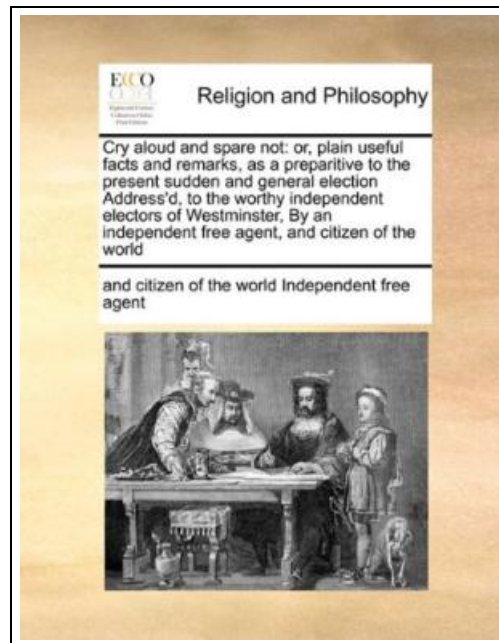 ECCO
Religion and Philosophy
Cry aloud and spare not: or, plain useful
facts and remarks, as a preparitive to the
present sudden and general election
Address'd, to the worthy independent
electors of Westminster, By an
independent free agent, and citizen of the
world
and citizen of the world Independent free
agent